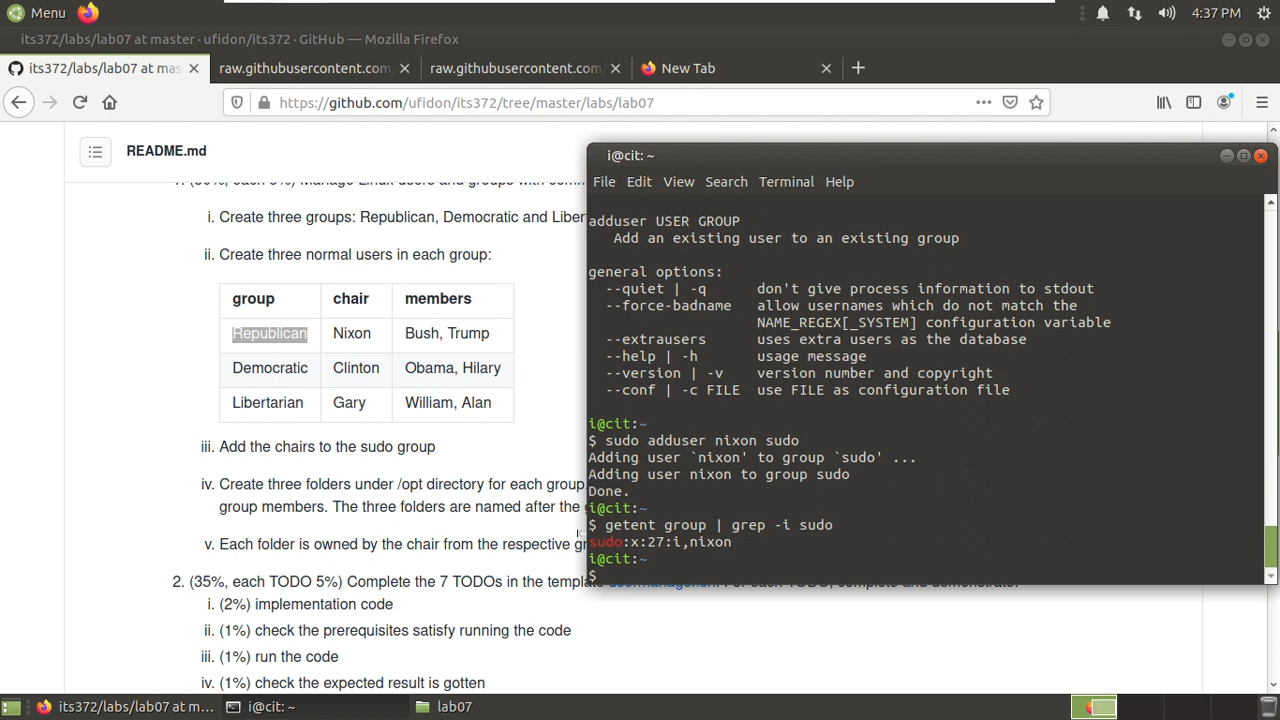 Menu
4:37 PM
its372/labs/lab07 at master · ufidon/its372 · GitHub — Mozilla Firefox
its372/labs/lab07 at mas
raw.githubusercontent.com/
raw.githubusercontent.com/
New Tab
https://github.com/ufidon/its372/tree/master/labs/lab07
README.md
i. Create three groups: Republican, Democratic and Liber
ii. Create three normal users in each group:
group chair members
Republican Nixon Bush, Trump
Democratic Clinton Obama, Hilary
Libertarian Gary William, Alan
iii. Add the chairs to the sudo group
iv. Create three folders under /opt directory for each group
group members. The three folders are named after the
v. Each folder is owned by the chair from the respective gr
2. (35%, each TODO 5%) Complete the 7 TODOs in the template
i. (2%) implementation code
ii. (1%) check the prerequisites satisfy running the code
iii. (1%) run the code
iv. (1%) check the expected result is gotten
i@cit: ~
File Edit View Search Terminal Help
adduser USER GROUP
Add an existing user to an existing group
general options:
--quiet | -q don't give process information to stdout
--force-badname allow usernames which do not match the
NAME_REGEX[_SYSTEM] configuration variable
--extrausers uses extra users as the database
--help | -h usage message
--version | -v version number and copyright
--conf | -c FILE use FILE as configuration file
i@cit:~
$ sudo adduser nixon sudo
Adding user `nixon' to group `sudo' ...
Adding user nixon to group sudo
Done.
i@cit:~
$ getent group | grep -i sudo
sudo:x:27:i,nixon
i@cit:~
$
its372/labs/lab07 at m...
i@cit: ~
lab07